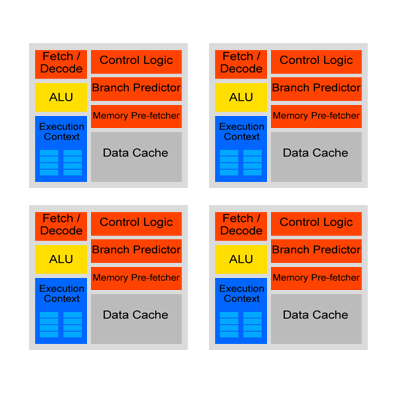 Fetch /
Decode
Control Logic
Branch Predictor
ALU
Memory Pre-fetcher
Execution
Context
Data Cache
Fetch /
Decode
Control Logic
Branch Predictor
ALU
Memory Pre-fetcher
Execution
Context
Data Cache
Fetch /
Decode
Control Logic
Branch Predictor
ALU
Memory Pre-fetcher
Execution
Context
Data Cache
Fetch /
Decode
Control Logic
Branch Predictor
ALU
Memory Pre-fetcher
Execution
Context
Data Cache